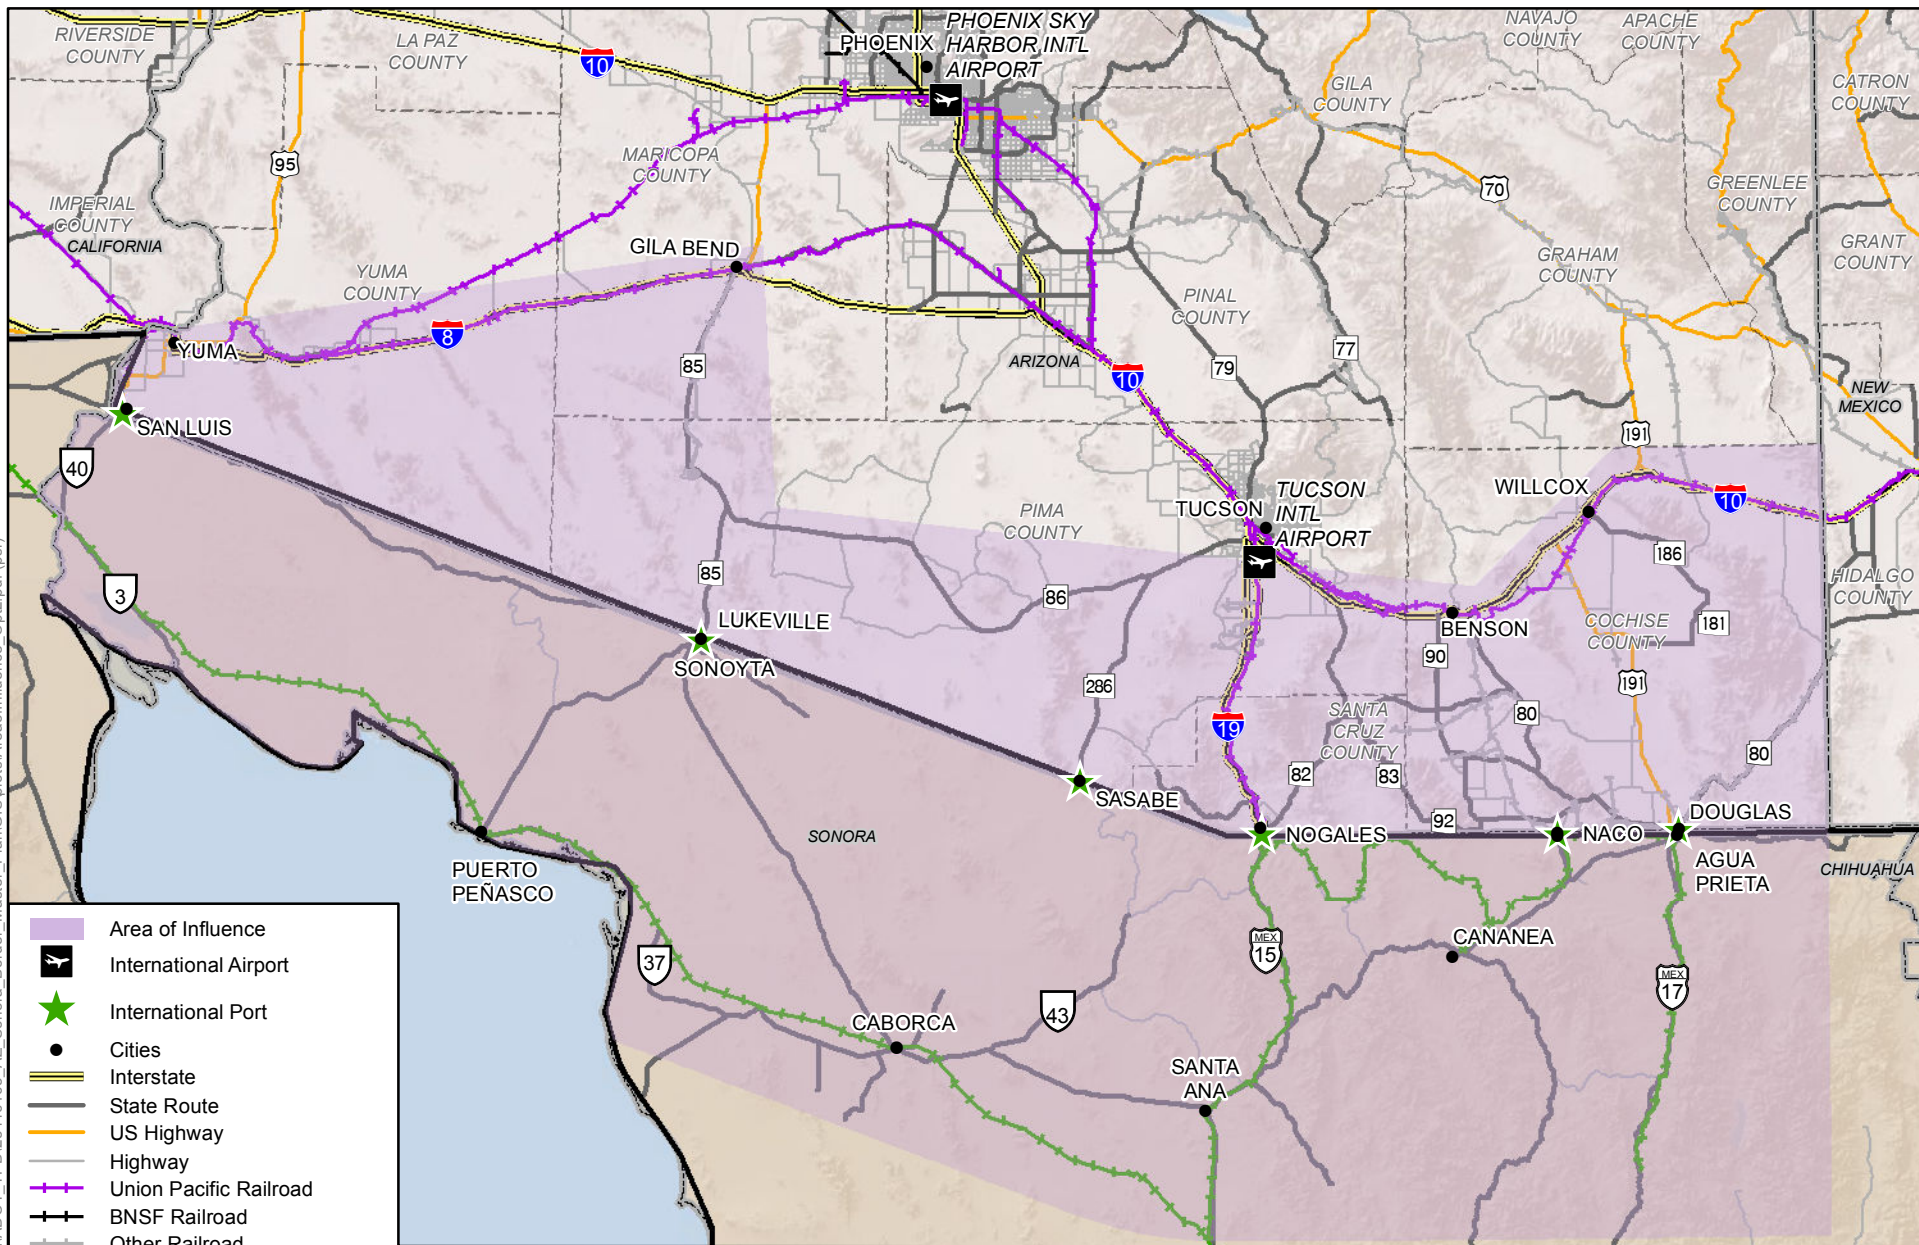 RIVERSIDE
COUNTY
LA PAZ
COUNTY
10
PHOENIX
PHOENIX SKY
HARBOR INTL
AIRPORT
NAVAJO
COUNTY
APACHE
COUNTY
GILA
COUNTY
CATRON
COUNTY
95
MARICOPA
COUNTY
70
GREENLEE
COUNTY
IMPERIAL
COUNTY
CALIFORNIA
GILA BEND
YUMA
COUNTY
GRAHAM
COUNTY
GRANT
COUNTY
PINAL
COUNTY
8
YUMA
85
ARIZONA
10
79
77
NEW
MEXICO
SAN LUIS
191
40
WILLCOX
10
TUCSON
TUCSON
INTL
AIRPORT
PIMA
COUNTY
186
3
85
86
HIDALGO
COUNTY
LUKEVILLE
SONOYTA
BENSON
COCHISE
COUNTY
181
90
286
191
80
19
SANTA
CRUZ
COUNTY
80
82
83
SASABE
92
SONORA
NOGALES
NACO
DOUGLAS
AGUA
PRIETA
CHIHUAHUA
PUERTO
PEÑASCO
CANANEA
MEX
15
37
MEX
17
43
CABORCA
SANTA
ANA
Area of Influence
International Airport
International Port
Cities
Interstate
State Route
US Highway
Highway
Union Pacific Railroad
BNSF Railroad
Other Railroad